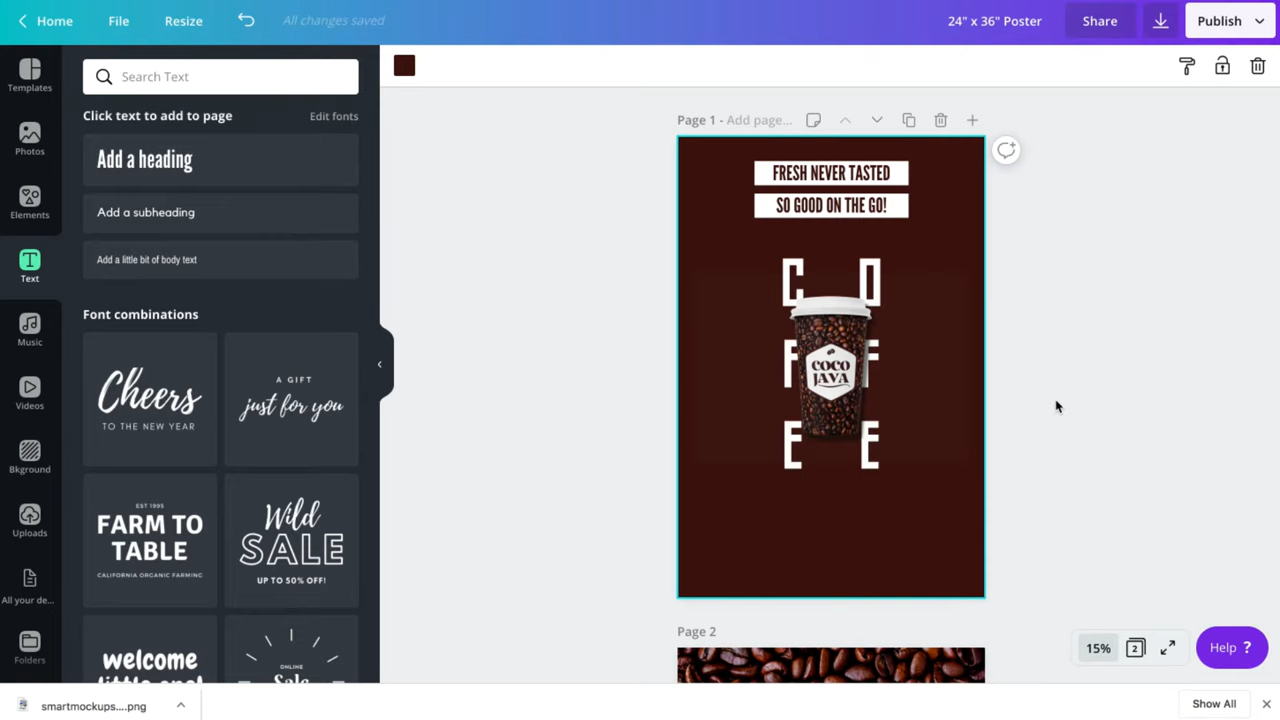 Home File Resize All changes saved 24" x 36" Poster Share Publish
Templates
Photos
Elements
Text
Music
Videos
Bkground
Uploads
All your de...
Folders
Search Text
Click text to add to page Edit fonts
Add a heading
Add a subheading
Add a little bit of body text
Font combinations
Cheers
TO THE NEW YEAR
A GIFT
just for you
EST 1995
FARM TO
TABLE
CALIFORNIA ORGANIC FARMING
Wild
SALE
UP TO 50% OFF!
welcome
ONLINE
Sale
Page 1 - Add page...
FRESH NEVER TASTED
SO GOOD ON THE GO!
C O
F F
E E
COCO
JAVA
Page 2
15% 2 Help ?
smartmockups....png Show All